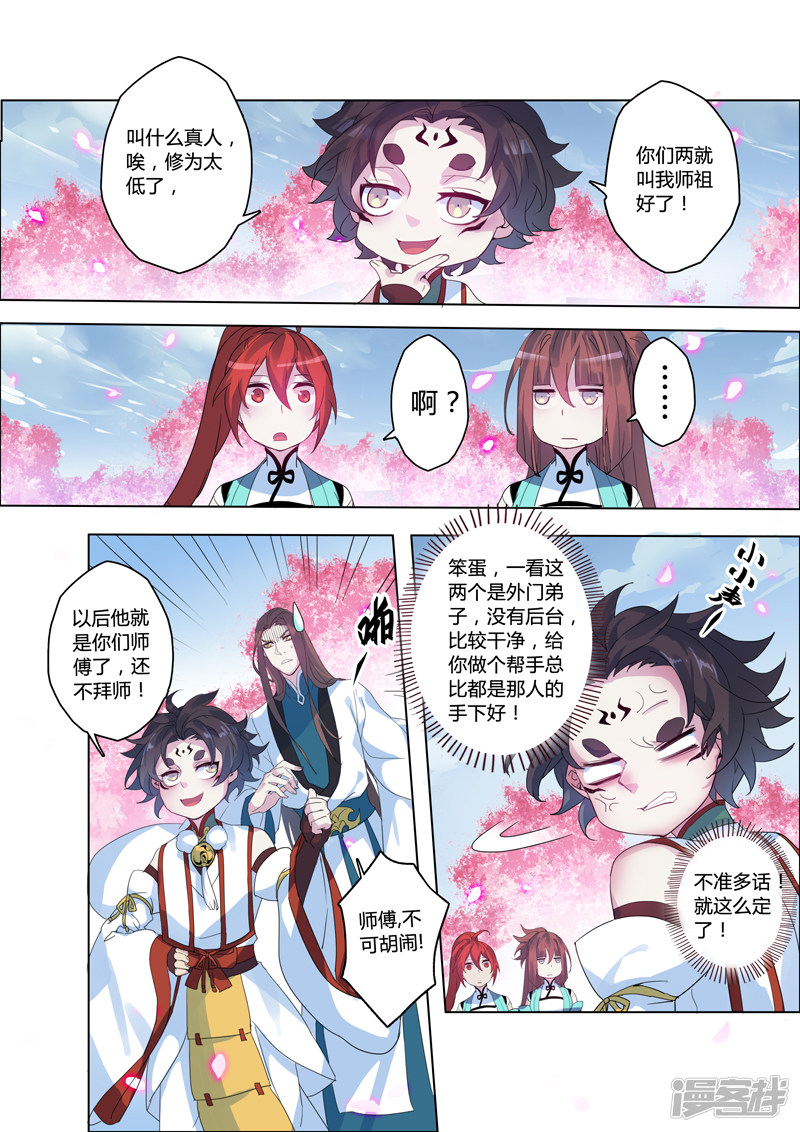 叫什么真人，
唉，修为太
低了，
你们两就
叫我师祖
好了！
啊？
……
以后他就
是你们师
傅了，还
不拜师！
啪
师傅,不
可胡闹!
笨蛋，一看这
两个是外门弟
子，没有后台，
比较干净，给
你做个帮手总
比都是那人的
手下好！
小小声
不准多话！
就这么定
了！
漫客栈